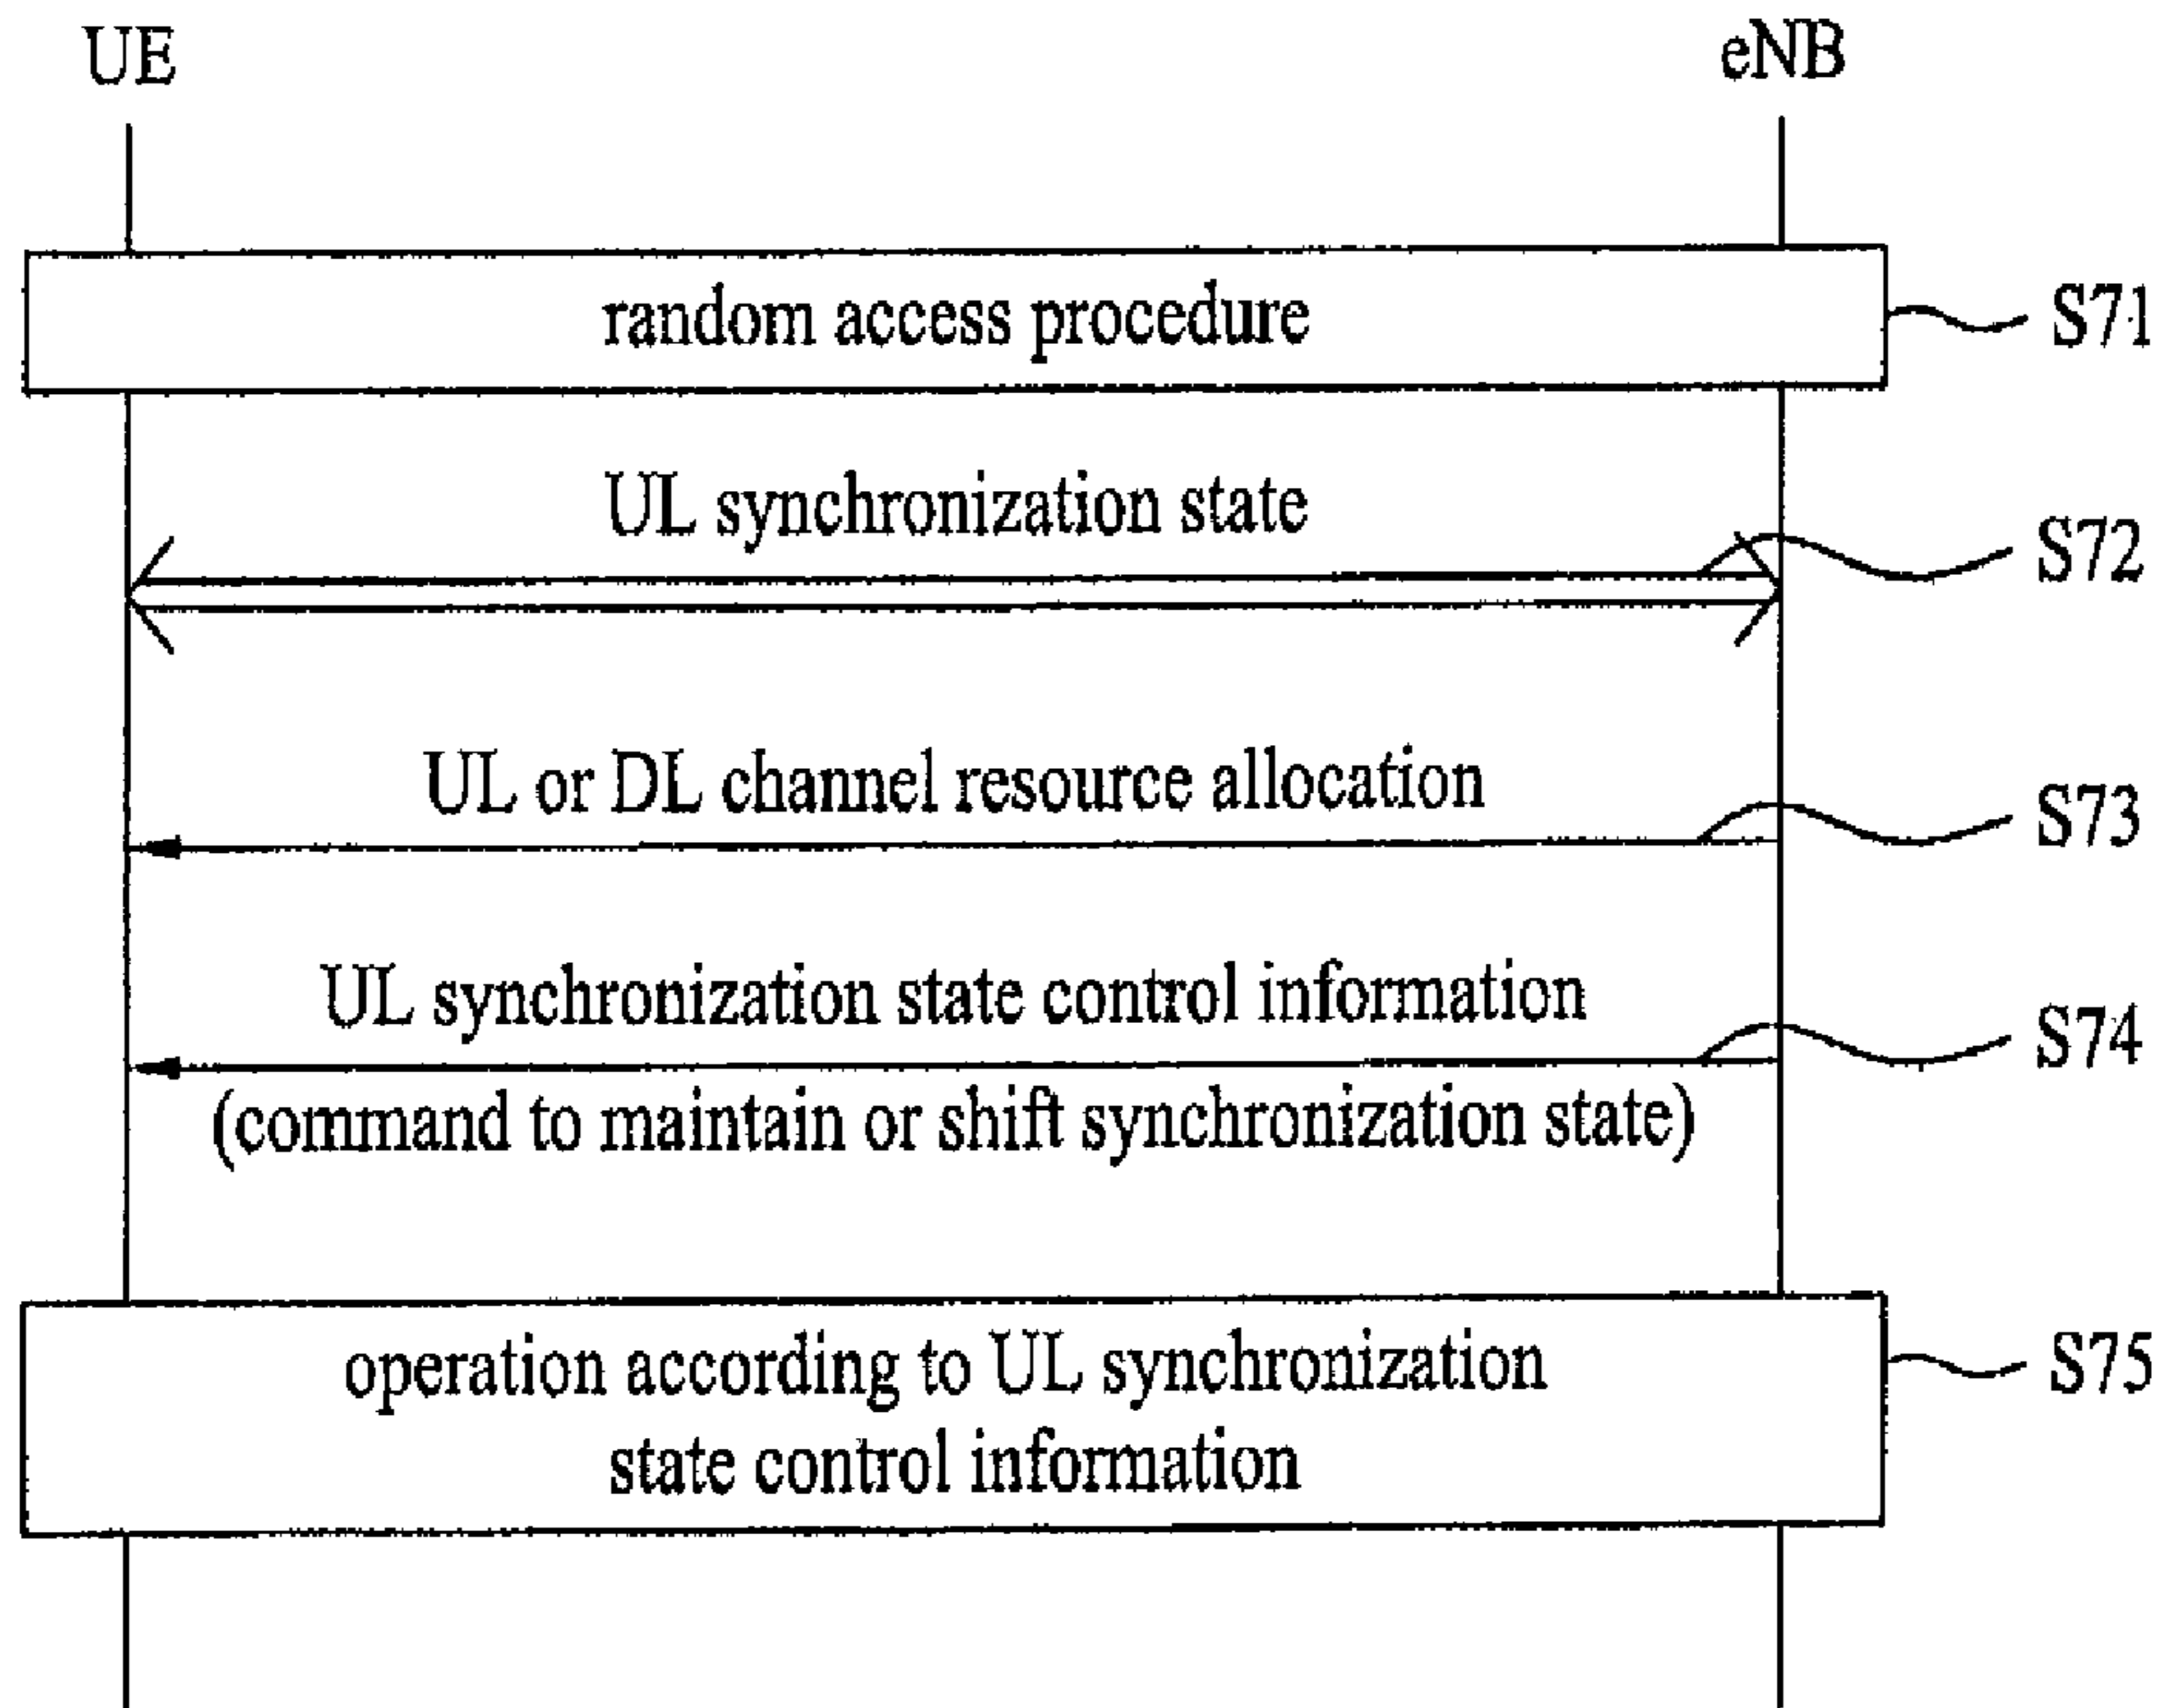 UE
eNB
random access procedure
S71
UL synchronization state
S72
UL or DL channel resource allocation
S73
UL synchronization state control information
S74
(command to maintain or shift synchronization state)
operation according to UL synchronization
S75
state control information